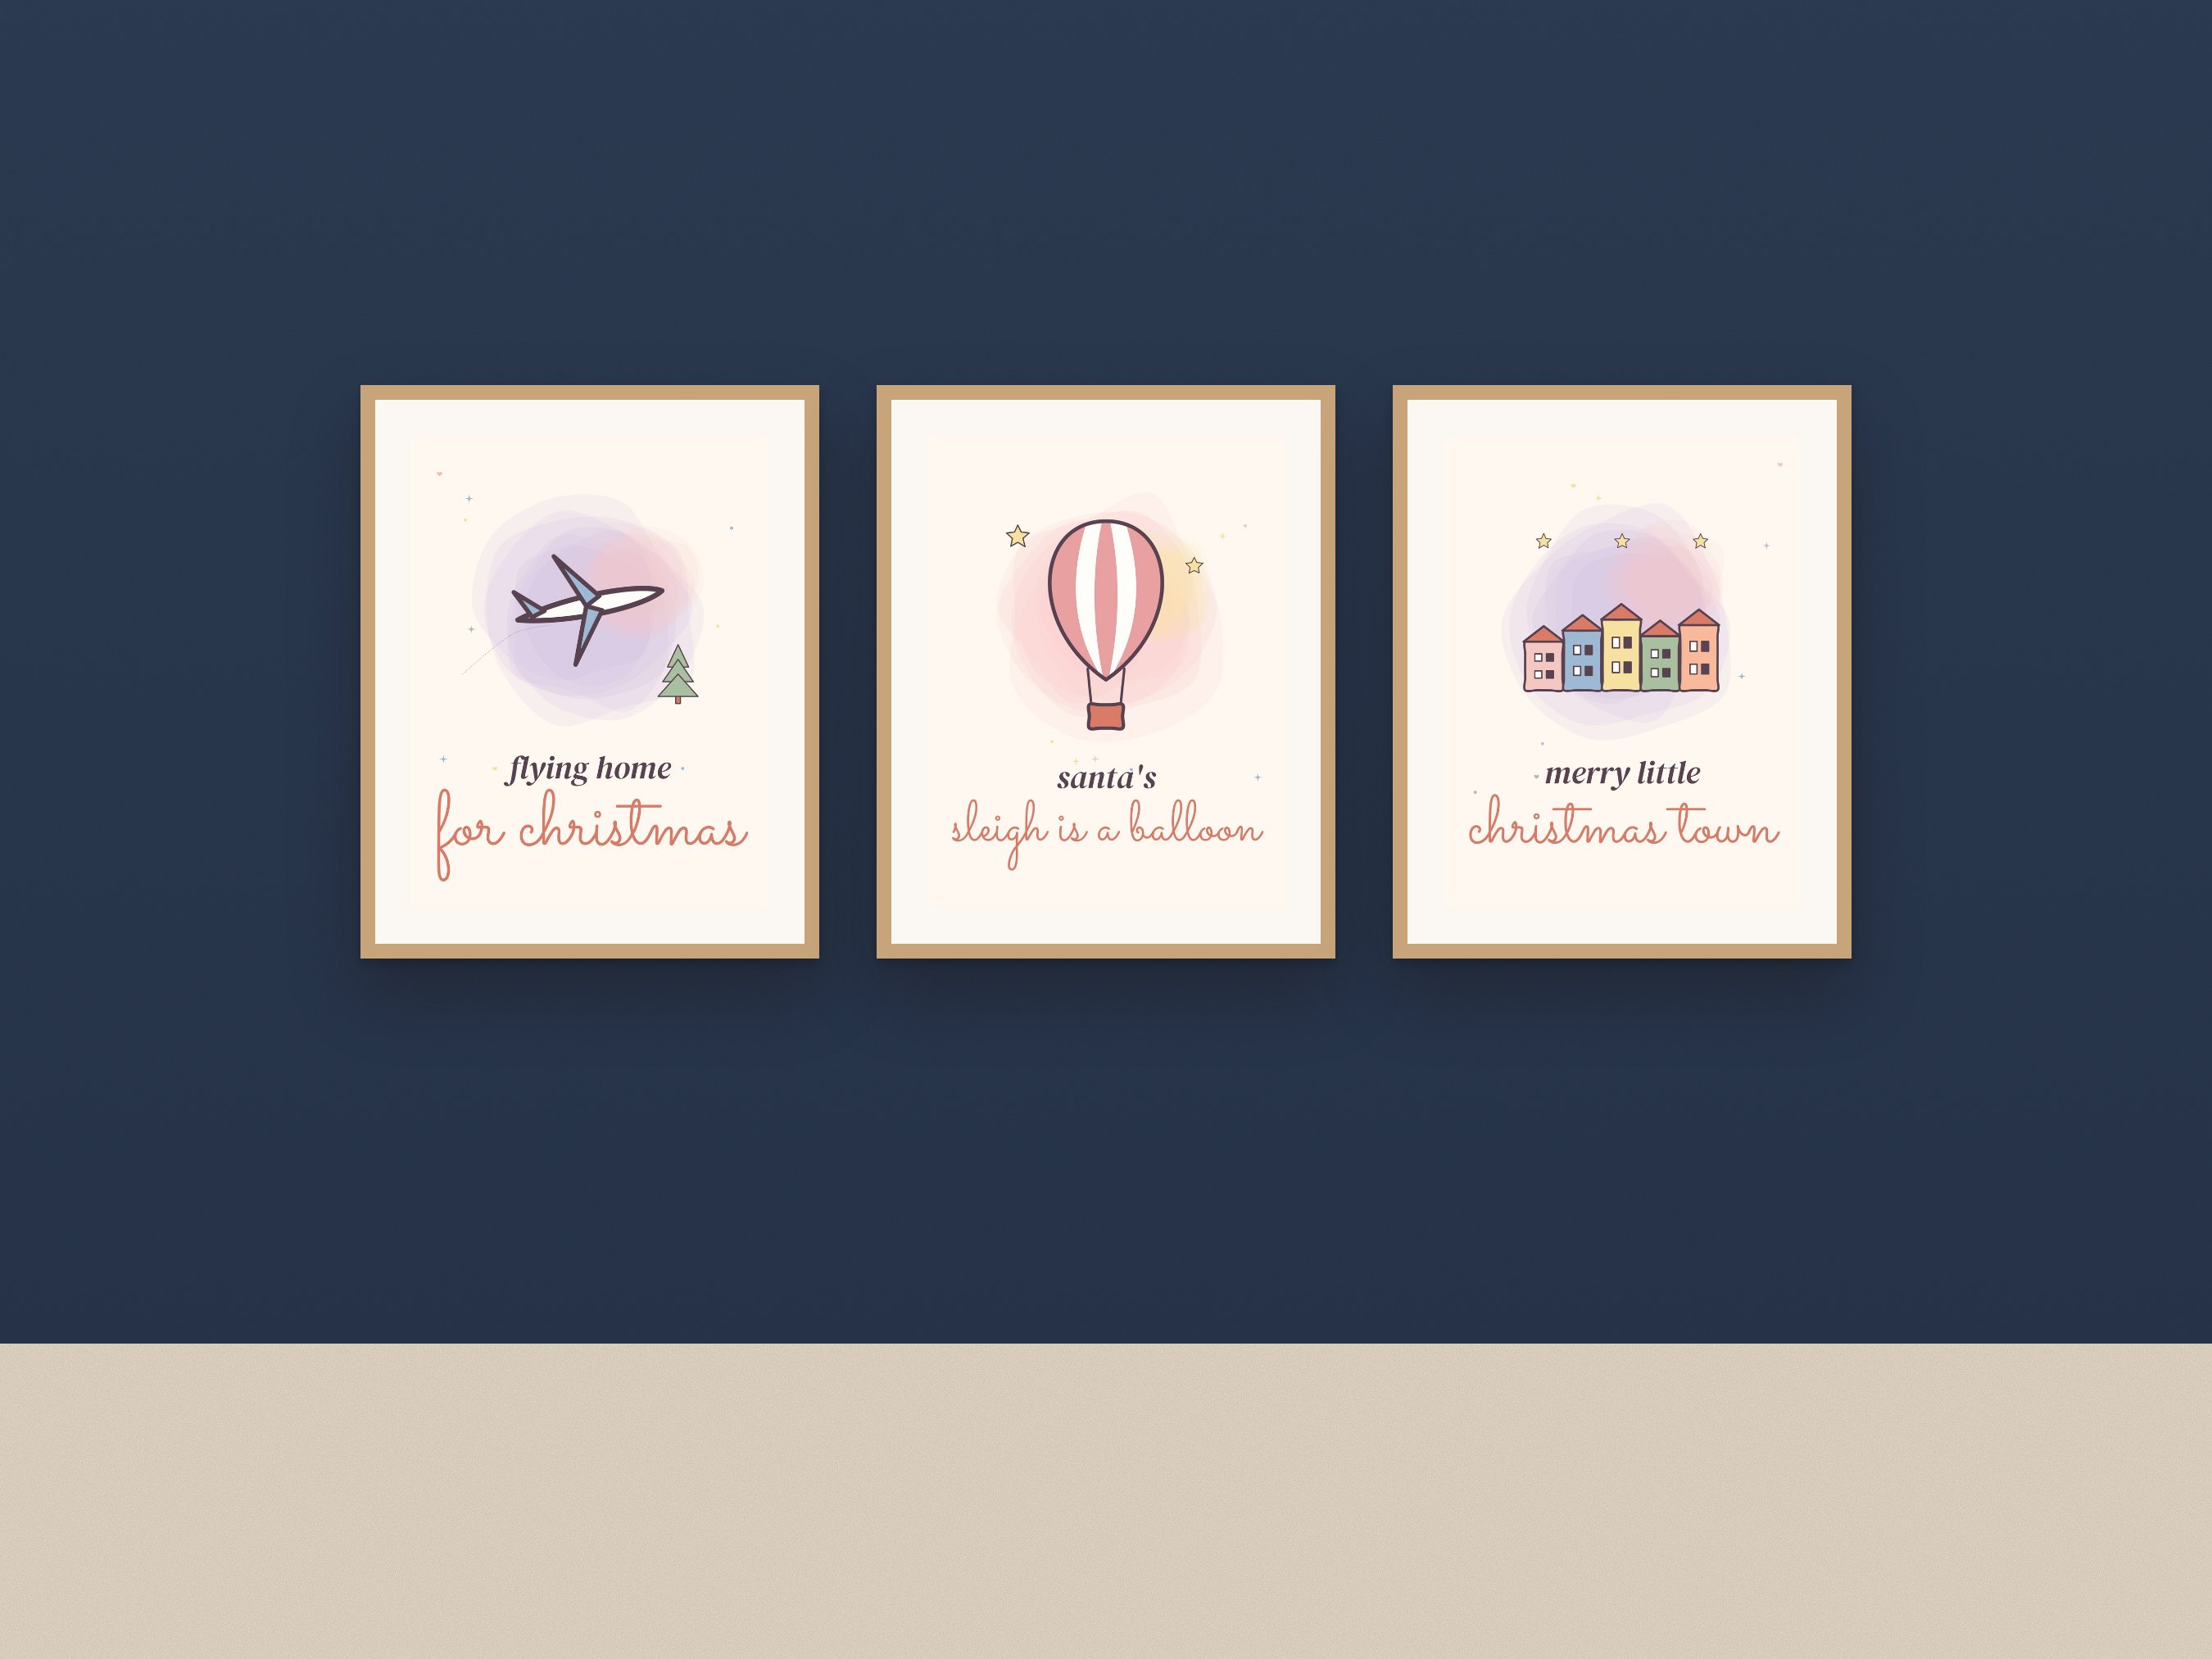 flying home
for christmas
santa's
sleigh is a balloon
merry little
christmas town